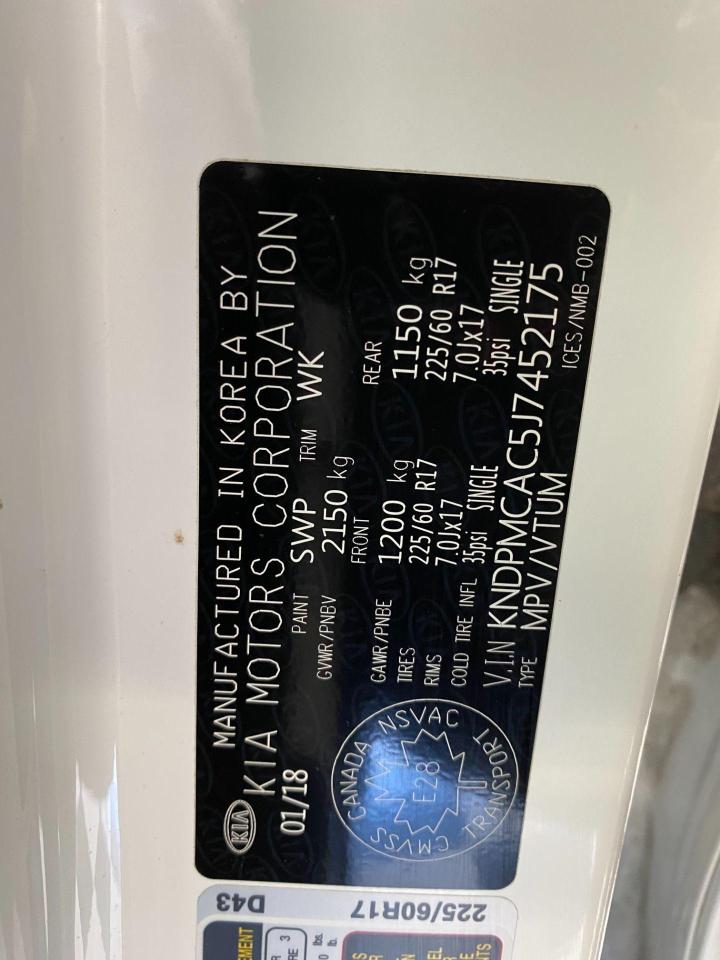 KIA
MANUFACTURED IN KOREA BY
KIA MOTORS CORPORATION
01/18
PAINT SWP TRIM WK
GVWR/PNBV 2150 kg
FRONT REAR
GAWR/PNBE 1200 kg 1150 kg
TIRES 225/60 R17 225/60 R17
RIMS 7.0Jx17 7.0Jx17
COLD TIRE INFL 35psi SINGLE 35psi SINGLE
V.I.N KNDPMCAC5J7452175
TYPE MPV/VTUM
ICES/NMB-002
CANADA NSVAC
CMVSS
TRANSPORT
E28
D43
225/60R17